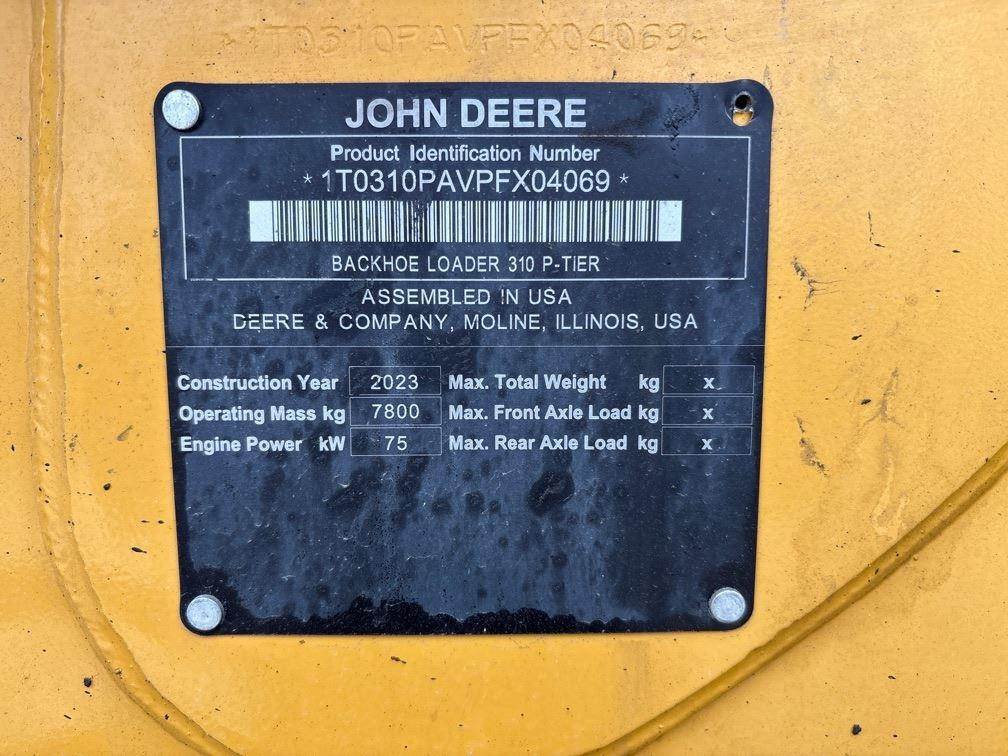 *1T0310PAVPFX04069*
JOHN DEERE
Product Identification Number
*1T0310PAVPFX04069*
BACKHOE LOADER 310 P-TIER
ASSEMBLED IN USA
DEERE & COMPANY, MOLINE, ILLINOIS, USA
Construction Year 2023 Max. Total Weight kg x
Operating Mass kg 7800 Max. Front Axle Load kg x
Engine Power kW 75 Max. Rear Axle Load kg x